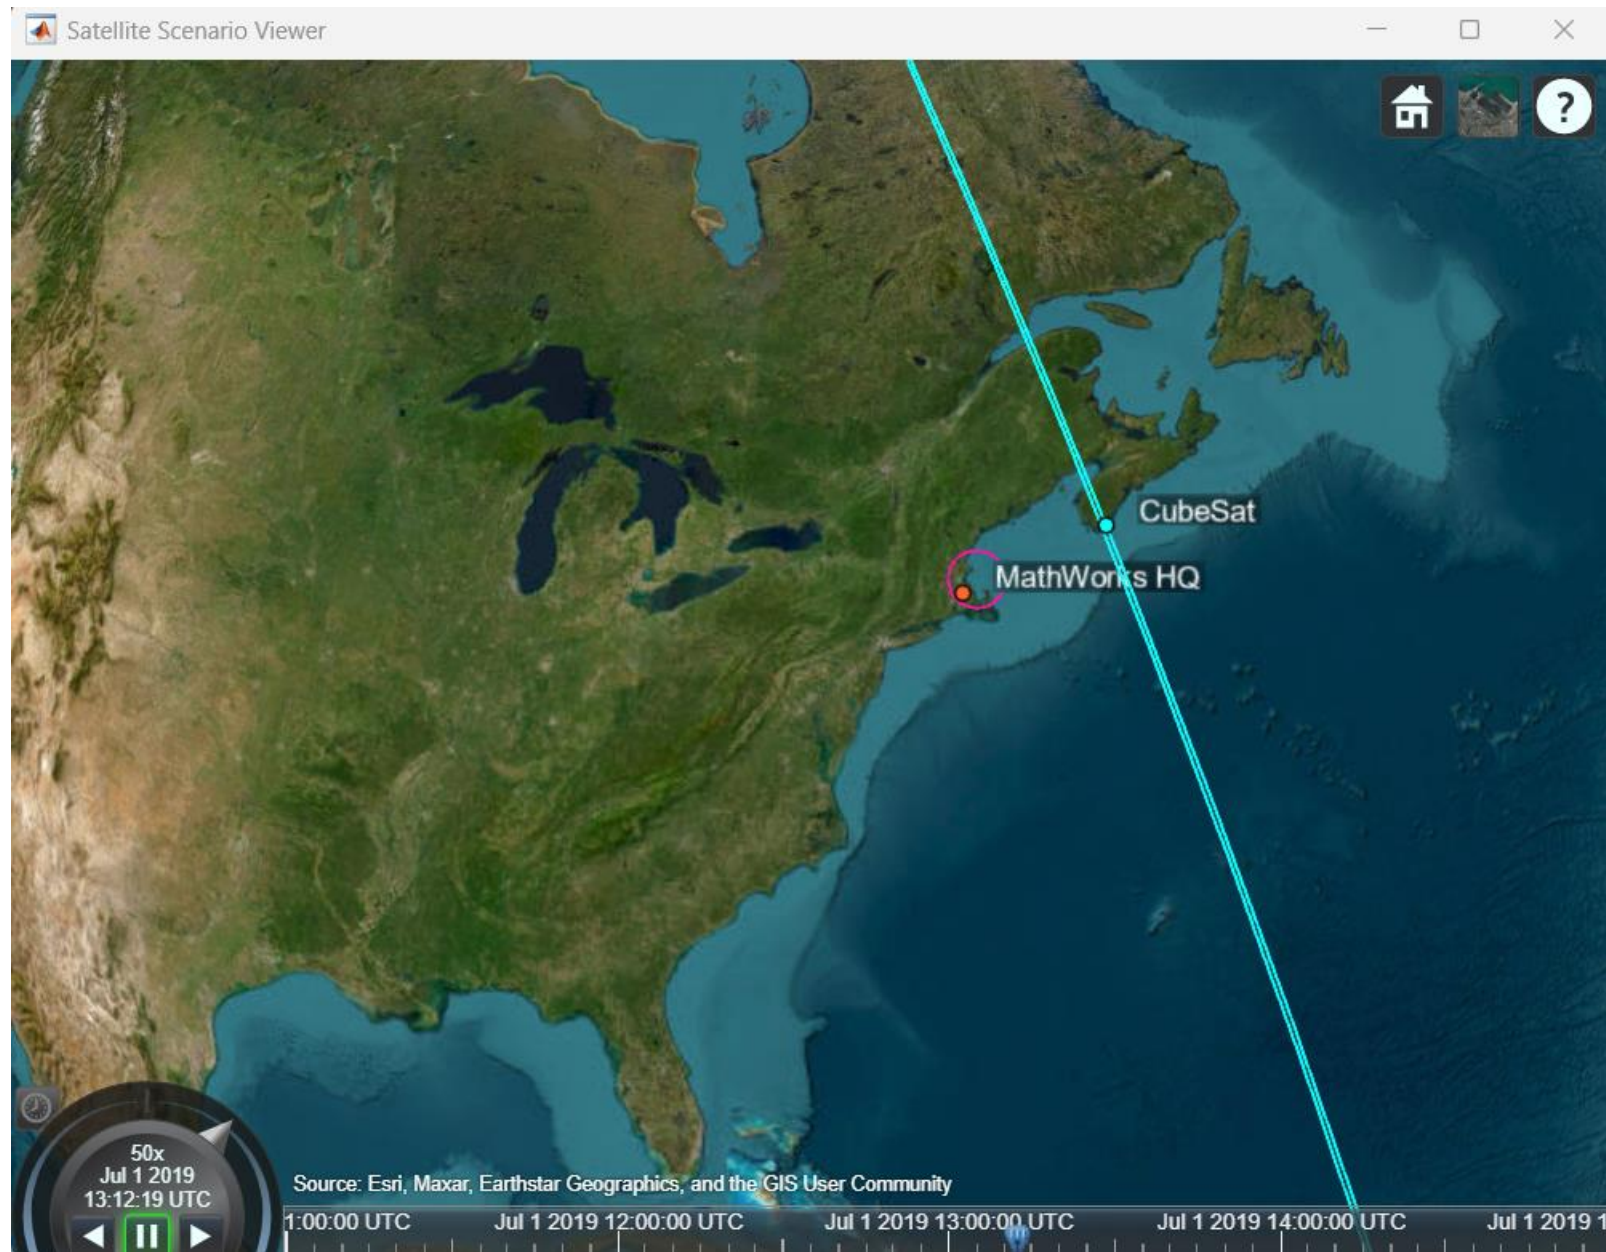 Satellite Scenario Viewer
?
CubeSat
MathWorks HQ
50x
Jul 1 2019
13:12:19 UTC
Source: Esri, Maxar, Earthstar Geographics, and the GIS User Community
1:00:00 UTC Jul 1 2019 12:00:00 UTC Jul 1 2019 13:00:00 UTC Jul 1 2019 14:00:00 UTC Jul 1 2019 1